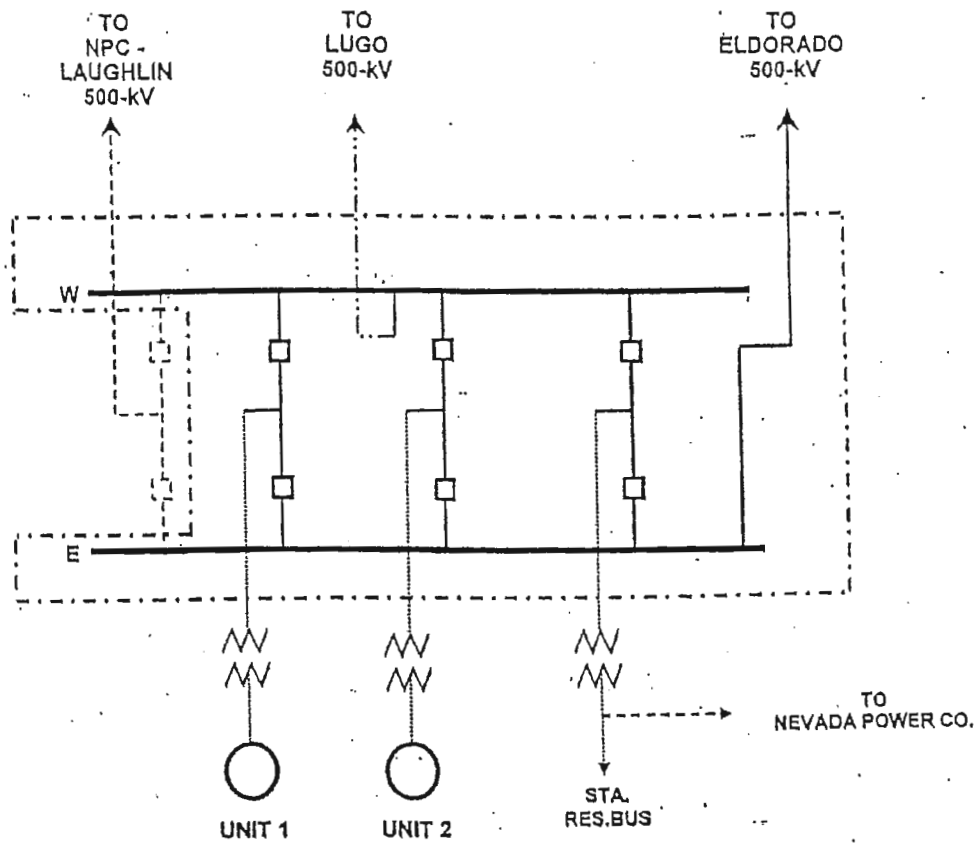 TO
NPC -
LAUGHLIN
500-kV
TO
LUGO
500-kV
TO
ELDORADO
500-kV
W
E
UNIT 1
UNIT 2
STA.
RES.BUS
TO
NEVADA POWER CO.